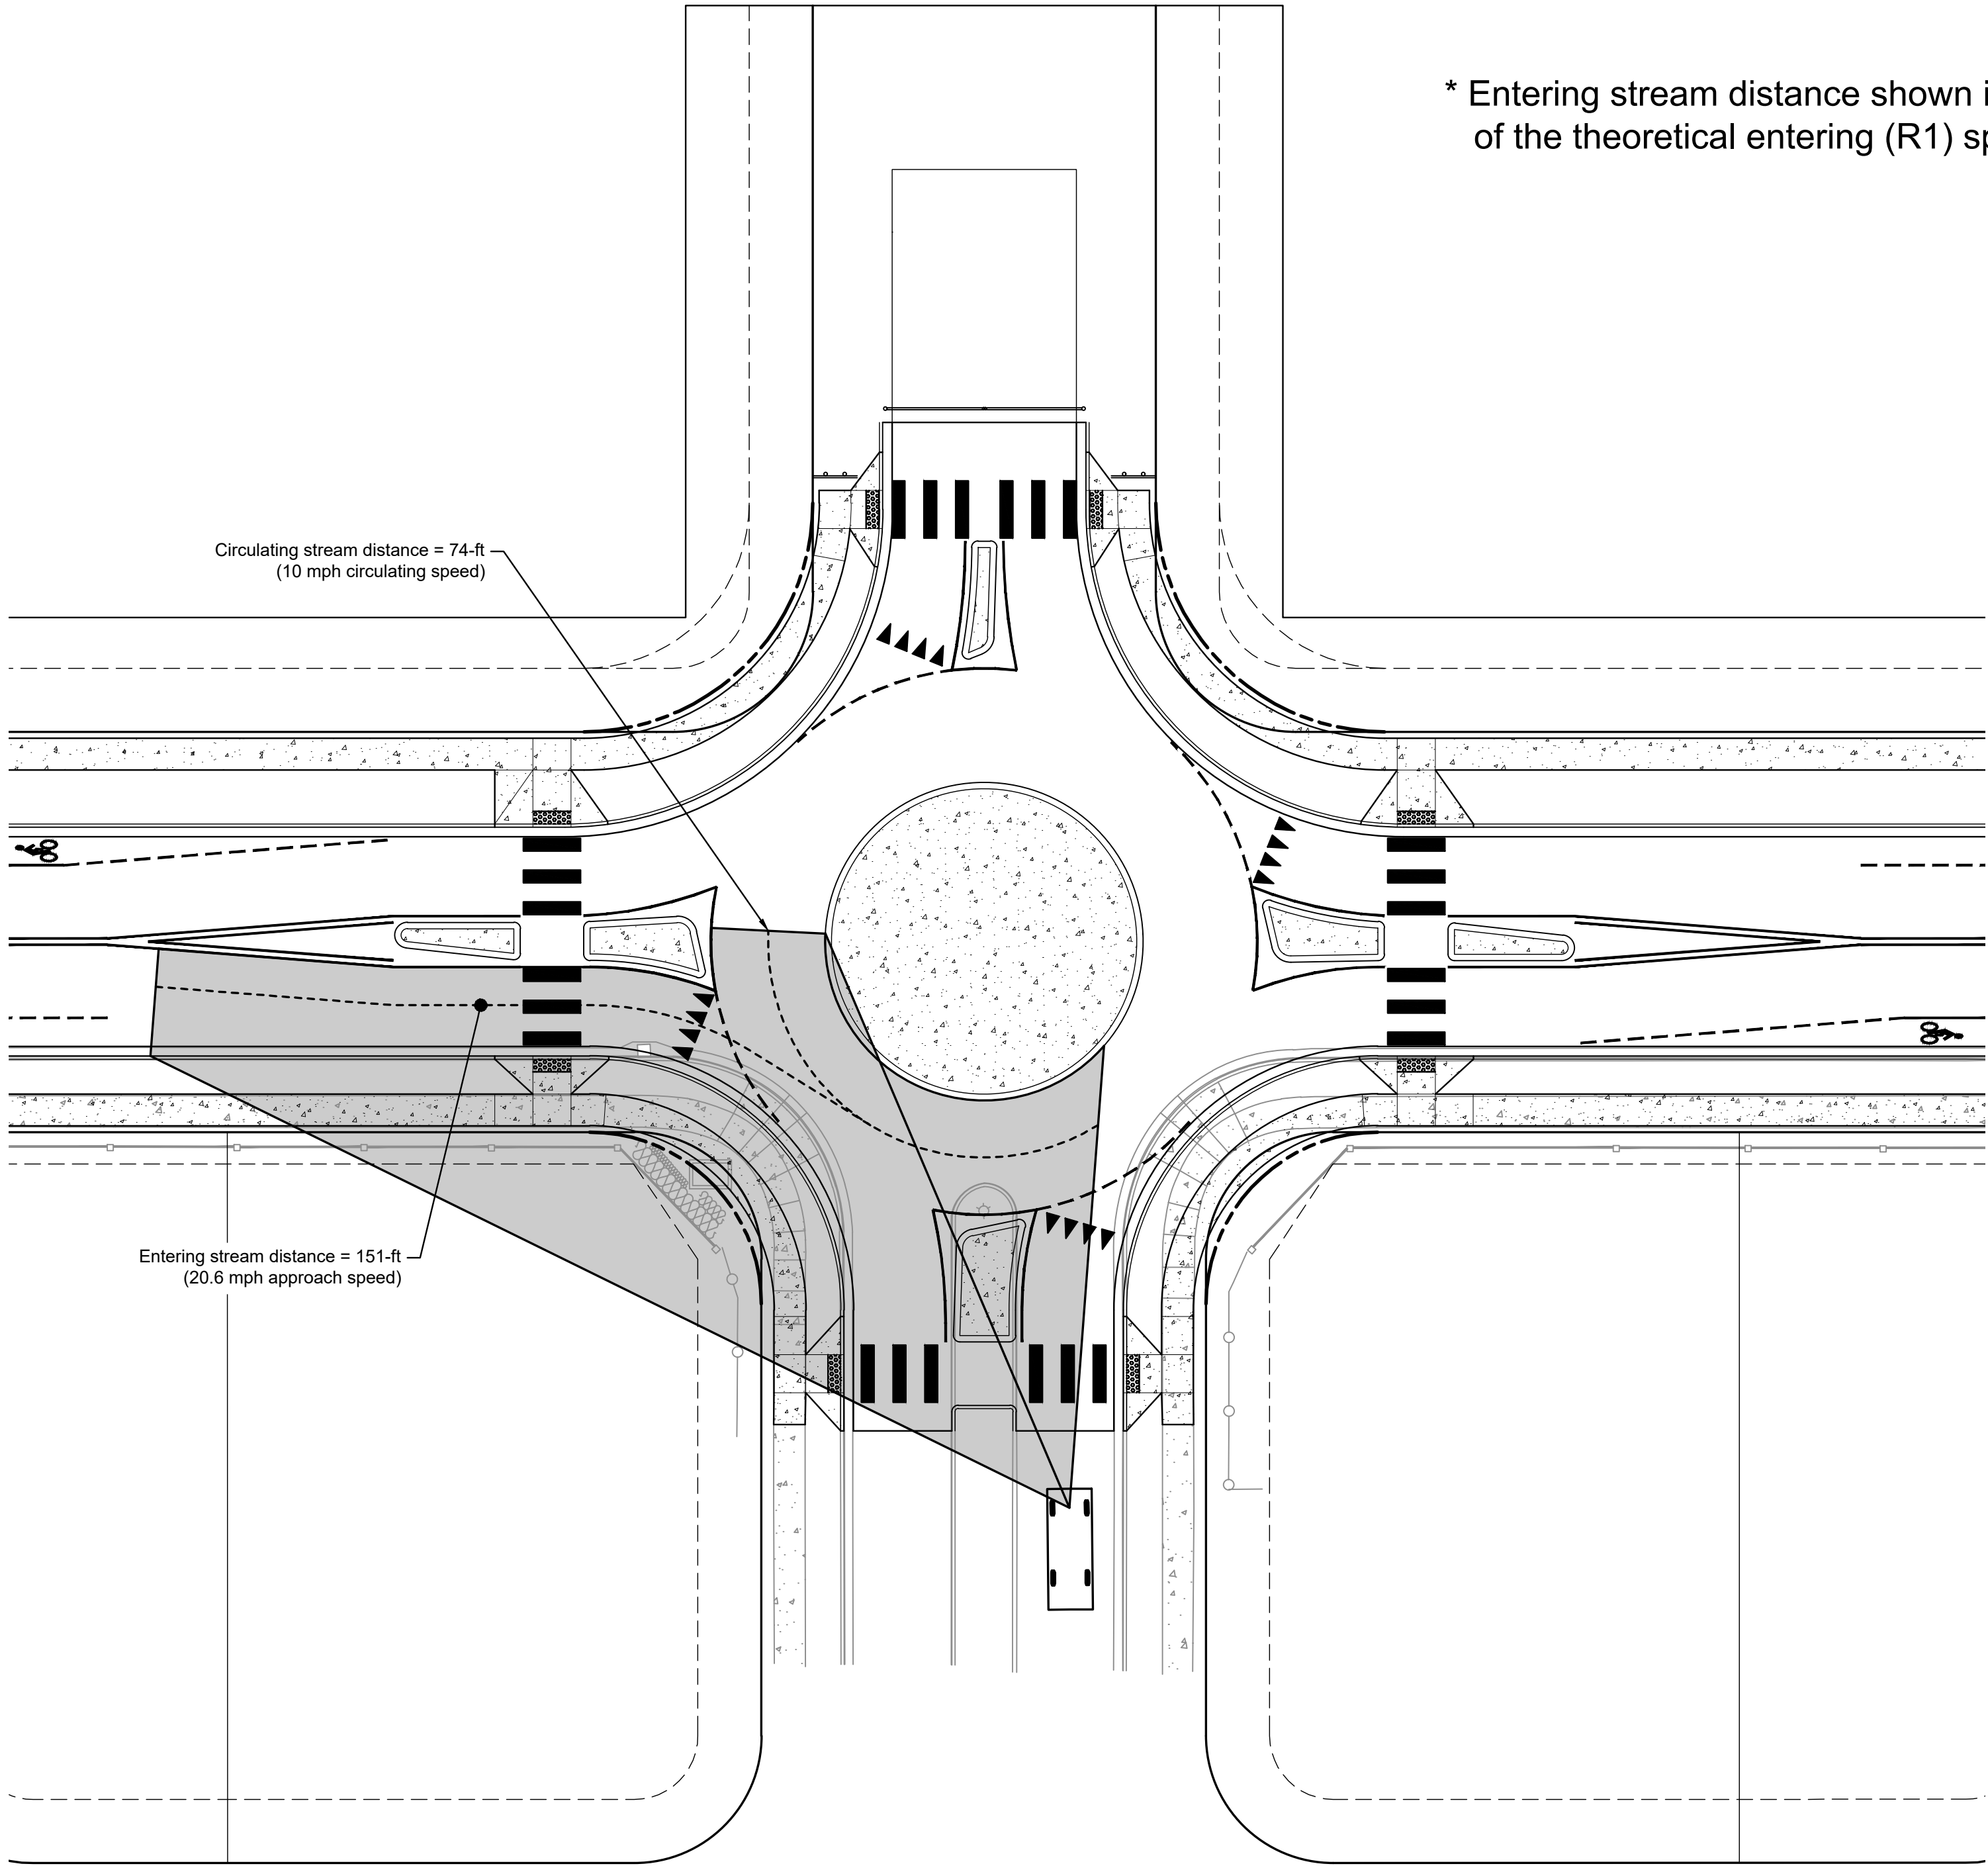 * Entering stream distance shown i
of the theoretical entering (R1) sp
Circulating stream distance = 74-ft
(10 mph circulating speed)
Entering stream distance = 151-ft
(20.6 mph approach speed)